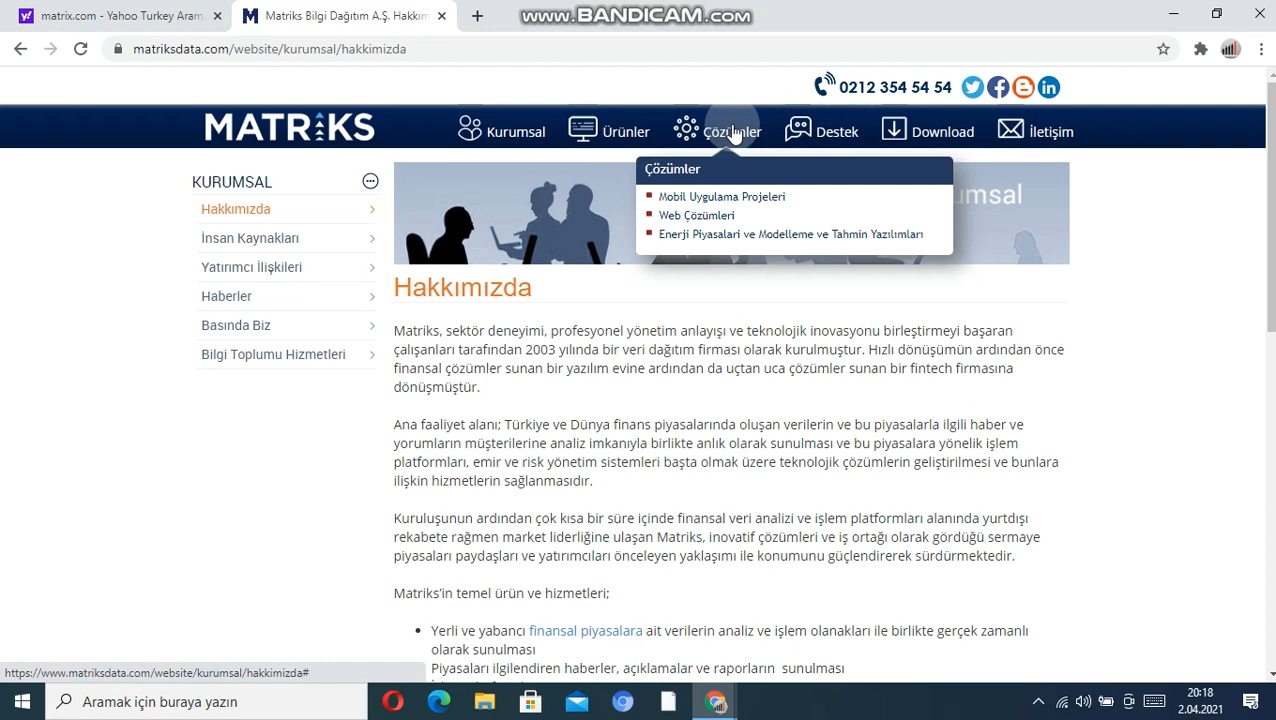 matrix.com - Yahoo Turkey Aram
Matriks Bilgi Dağıtım A.Ş. Hakkım
www.BANDICAM.com
matriksdata.com/website/kurumsal/hakkimizda
0212 354 54 54
MATRİKS
Kurumsal
Ürünler
Çözümler
Destek
Download
İletişim
Çözümler
Mobil Uygulama Projeleri
Web Çözümleri
Enerji Piyasalari ve Modelleme ve Tahmin Yazılımları
umsal
KURUMSAL
Hakkımızda
İnsan Kaynakları
Yatırımcı İlişkileri
Haberler
Basında Biz
Bilgi Toplumu Hizmetleri
Hakkımızda
Matriks, sektör deneyimi, profesyonel yönetim anlayışı ve teknolojik inovasyonu birleştirmeyi başaran
çalışanları tarafından 2003 yılında bir veri dağıtım firması olarak kurulmuştur. Hızlı dönüşümün ardından önce
finansal çözümler sunan bir yazılım evine ardından da uçtan uca çözümler sunan bir fintech firmasına
dönüşmüştür.
Ana faaliyet alanı; Türkiye ve Dünya finans piyasalarında oluşan verilerin ve bu piyasalarla ilgili haber ve
yorumların müşterilerine analiz imkanıyla birlikte anlık olarak sunulması ve bu piyasalara yönelik işlem
platformları, emir ve risk yönetim sistemleri başta olmak üzere teknolojik çözümlerin geliştirilmesi ve bunlara
ilişkin hizmetlerin sağlanmasıdır.
Kuruluşunun ardından çok kısa bir süre içinde finansal veri analizi ve işlem platformları alanında yurtdışı
rekabete rağmen market liderliğine ulaşan Matriks, inovatif çözümleri ve iş ortağı olarak gördüğü sermaye
piyasaları paydaşları ve yatırımcıları önceleyen yaklaşımı ile konumunu güçlendirerek sürdürmektedir.
Matriks'in temel ürün ve hizmetleri;
Yerli ve yabancı finansal piyasalara ait verilerin analiz ve işlem olanakları ile birlikte gerçek zamanlı
olarak sunulması
Piyasaları ilgilendiren haberler, açıklamalar ve raporların sunulması
https://www.matriksdata.com/website/kurumsal/hakkimizda#
Aramak için buraya yazın
20:18
2.04.2021